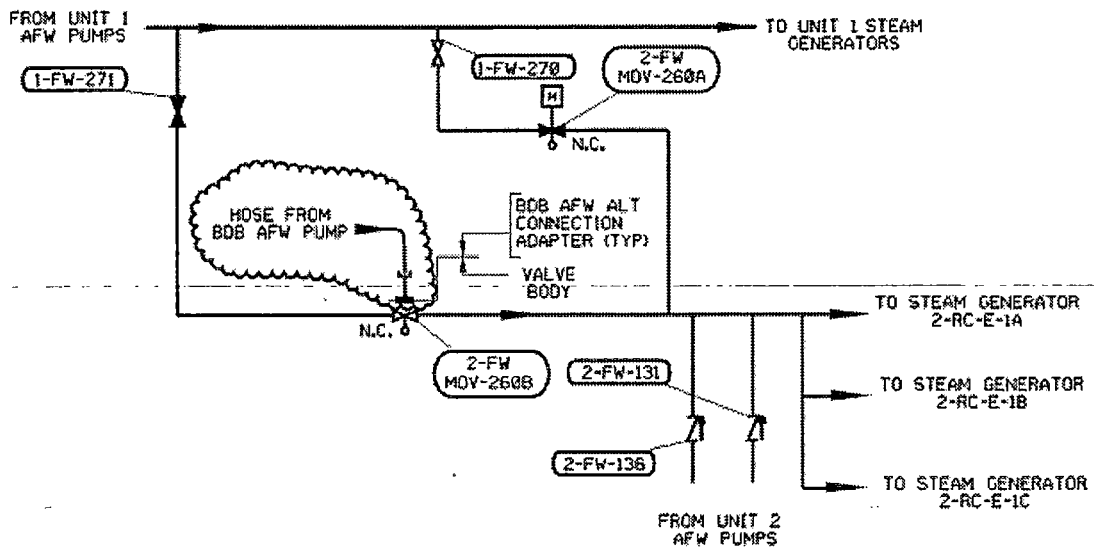 FROM UNIT 1
AFW PUMPS
TO UNIT 1 STEAM
GENERATORS
1-FW-271
1-FW-270
2-FW
MOV-260A
M
N.C.
HOSE FROM
BDB AFW PUMP
BDB AFW ALT
CONNECTION
ADAPTER (TYP)
VALVE
BODY
N.C.
2-FW
MOV-260B
TO STEAM GENERATOR
2-RC-E-1A
2-FW-131
TO STEAM GENERATOR
2-RC-E-1B
2-FW-136
TO STEAM GENERATOR
2-RC-E-1C
FROM UNIT 2
AFW PUMPS